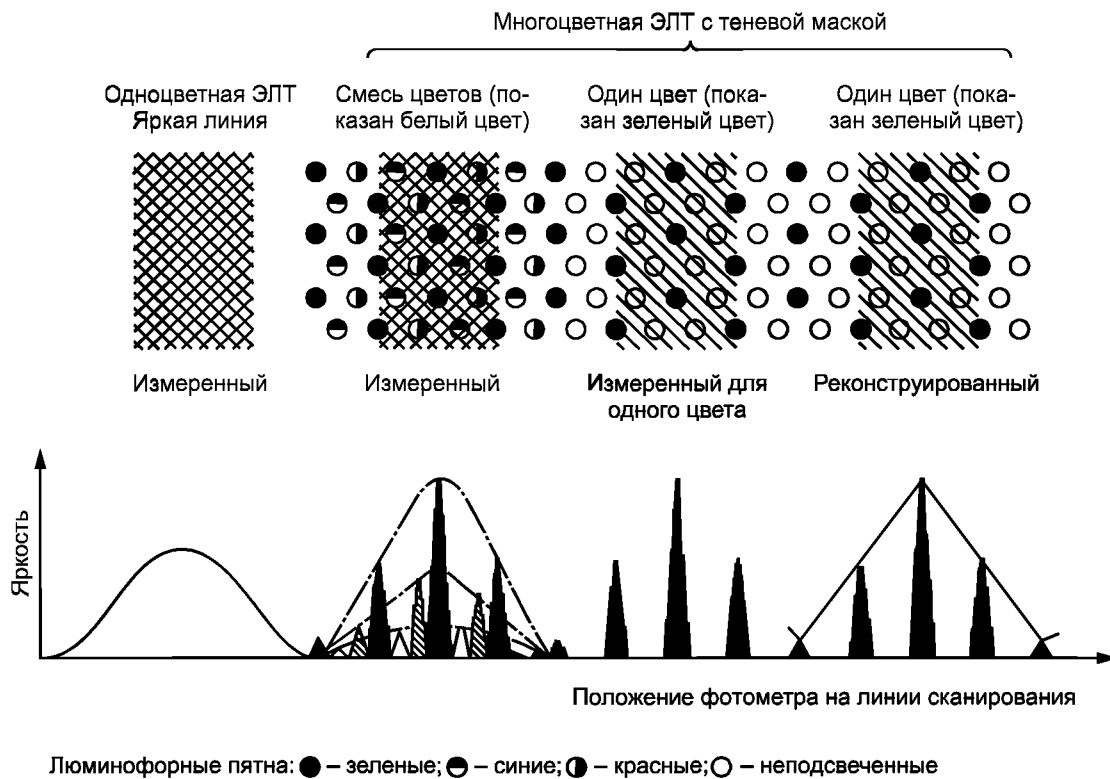 Многоцветная ЭЛТ с теневой маской
Одноцветная ЭЛТ
Яркая линия
Смесь цветов (по-
казан белый цвет)
Один цвет (пока-
зан зеленый цвет)
Один цвет (пока-
зан зеленый цвет)
Измеренный
Измеренный
Измеренный для
одного цвета
Реконструированный
Яркость
Положение фотометра на линии сканирования
Люминофорные пятна: – зеленые; – синие; – красные; – неподсвеченные